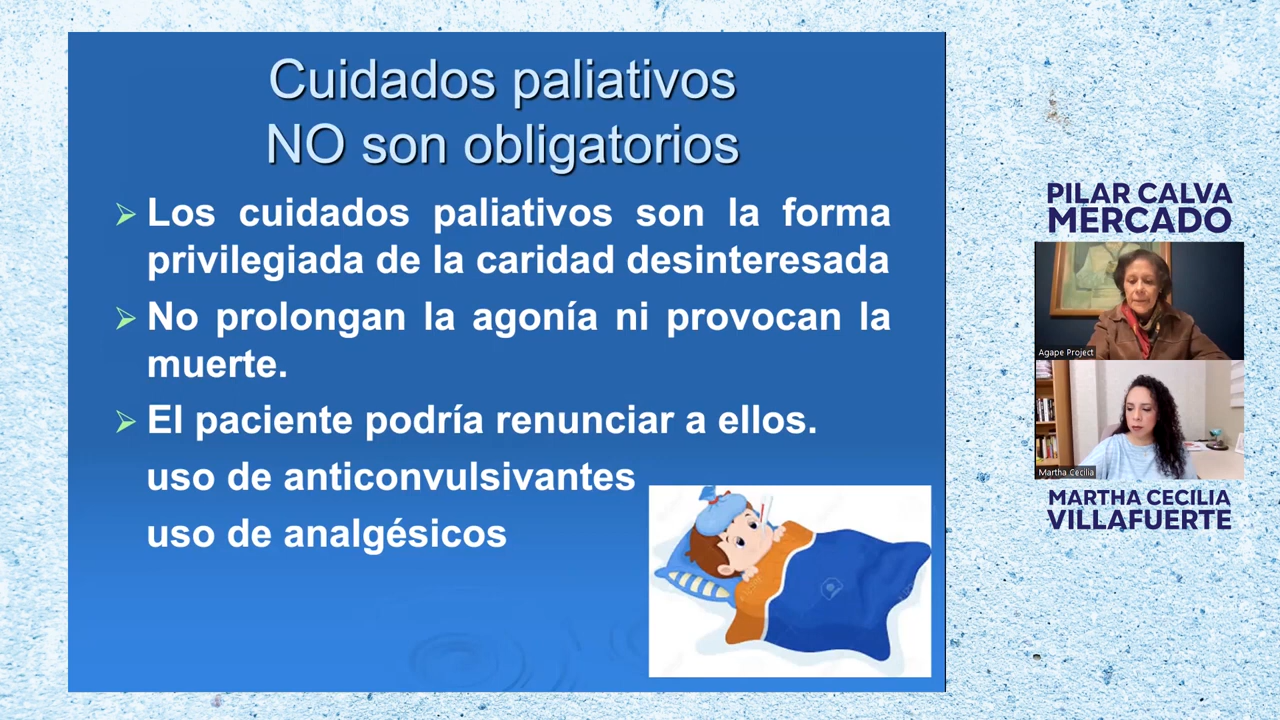 Cuidados paliativos
NO son obligatorios
Los cuidados paliativos son la forma
privilegiada de la caridad desinteresada
No prolongan la agonía ni provocan la
muerte.
El paciente podría renunciar a ellos.
uso de anticonvulsivantes
uso de analgésicos
PILAR CALVA
MERCADO
Agape Project
Martha Cecilia
MARTHA CECILIA
VILLAFUERTE